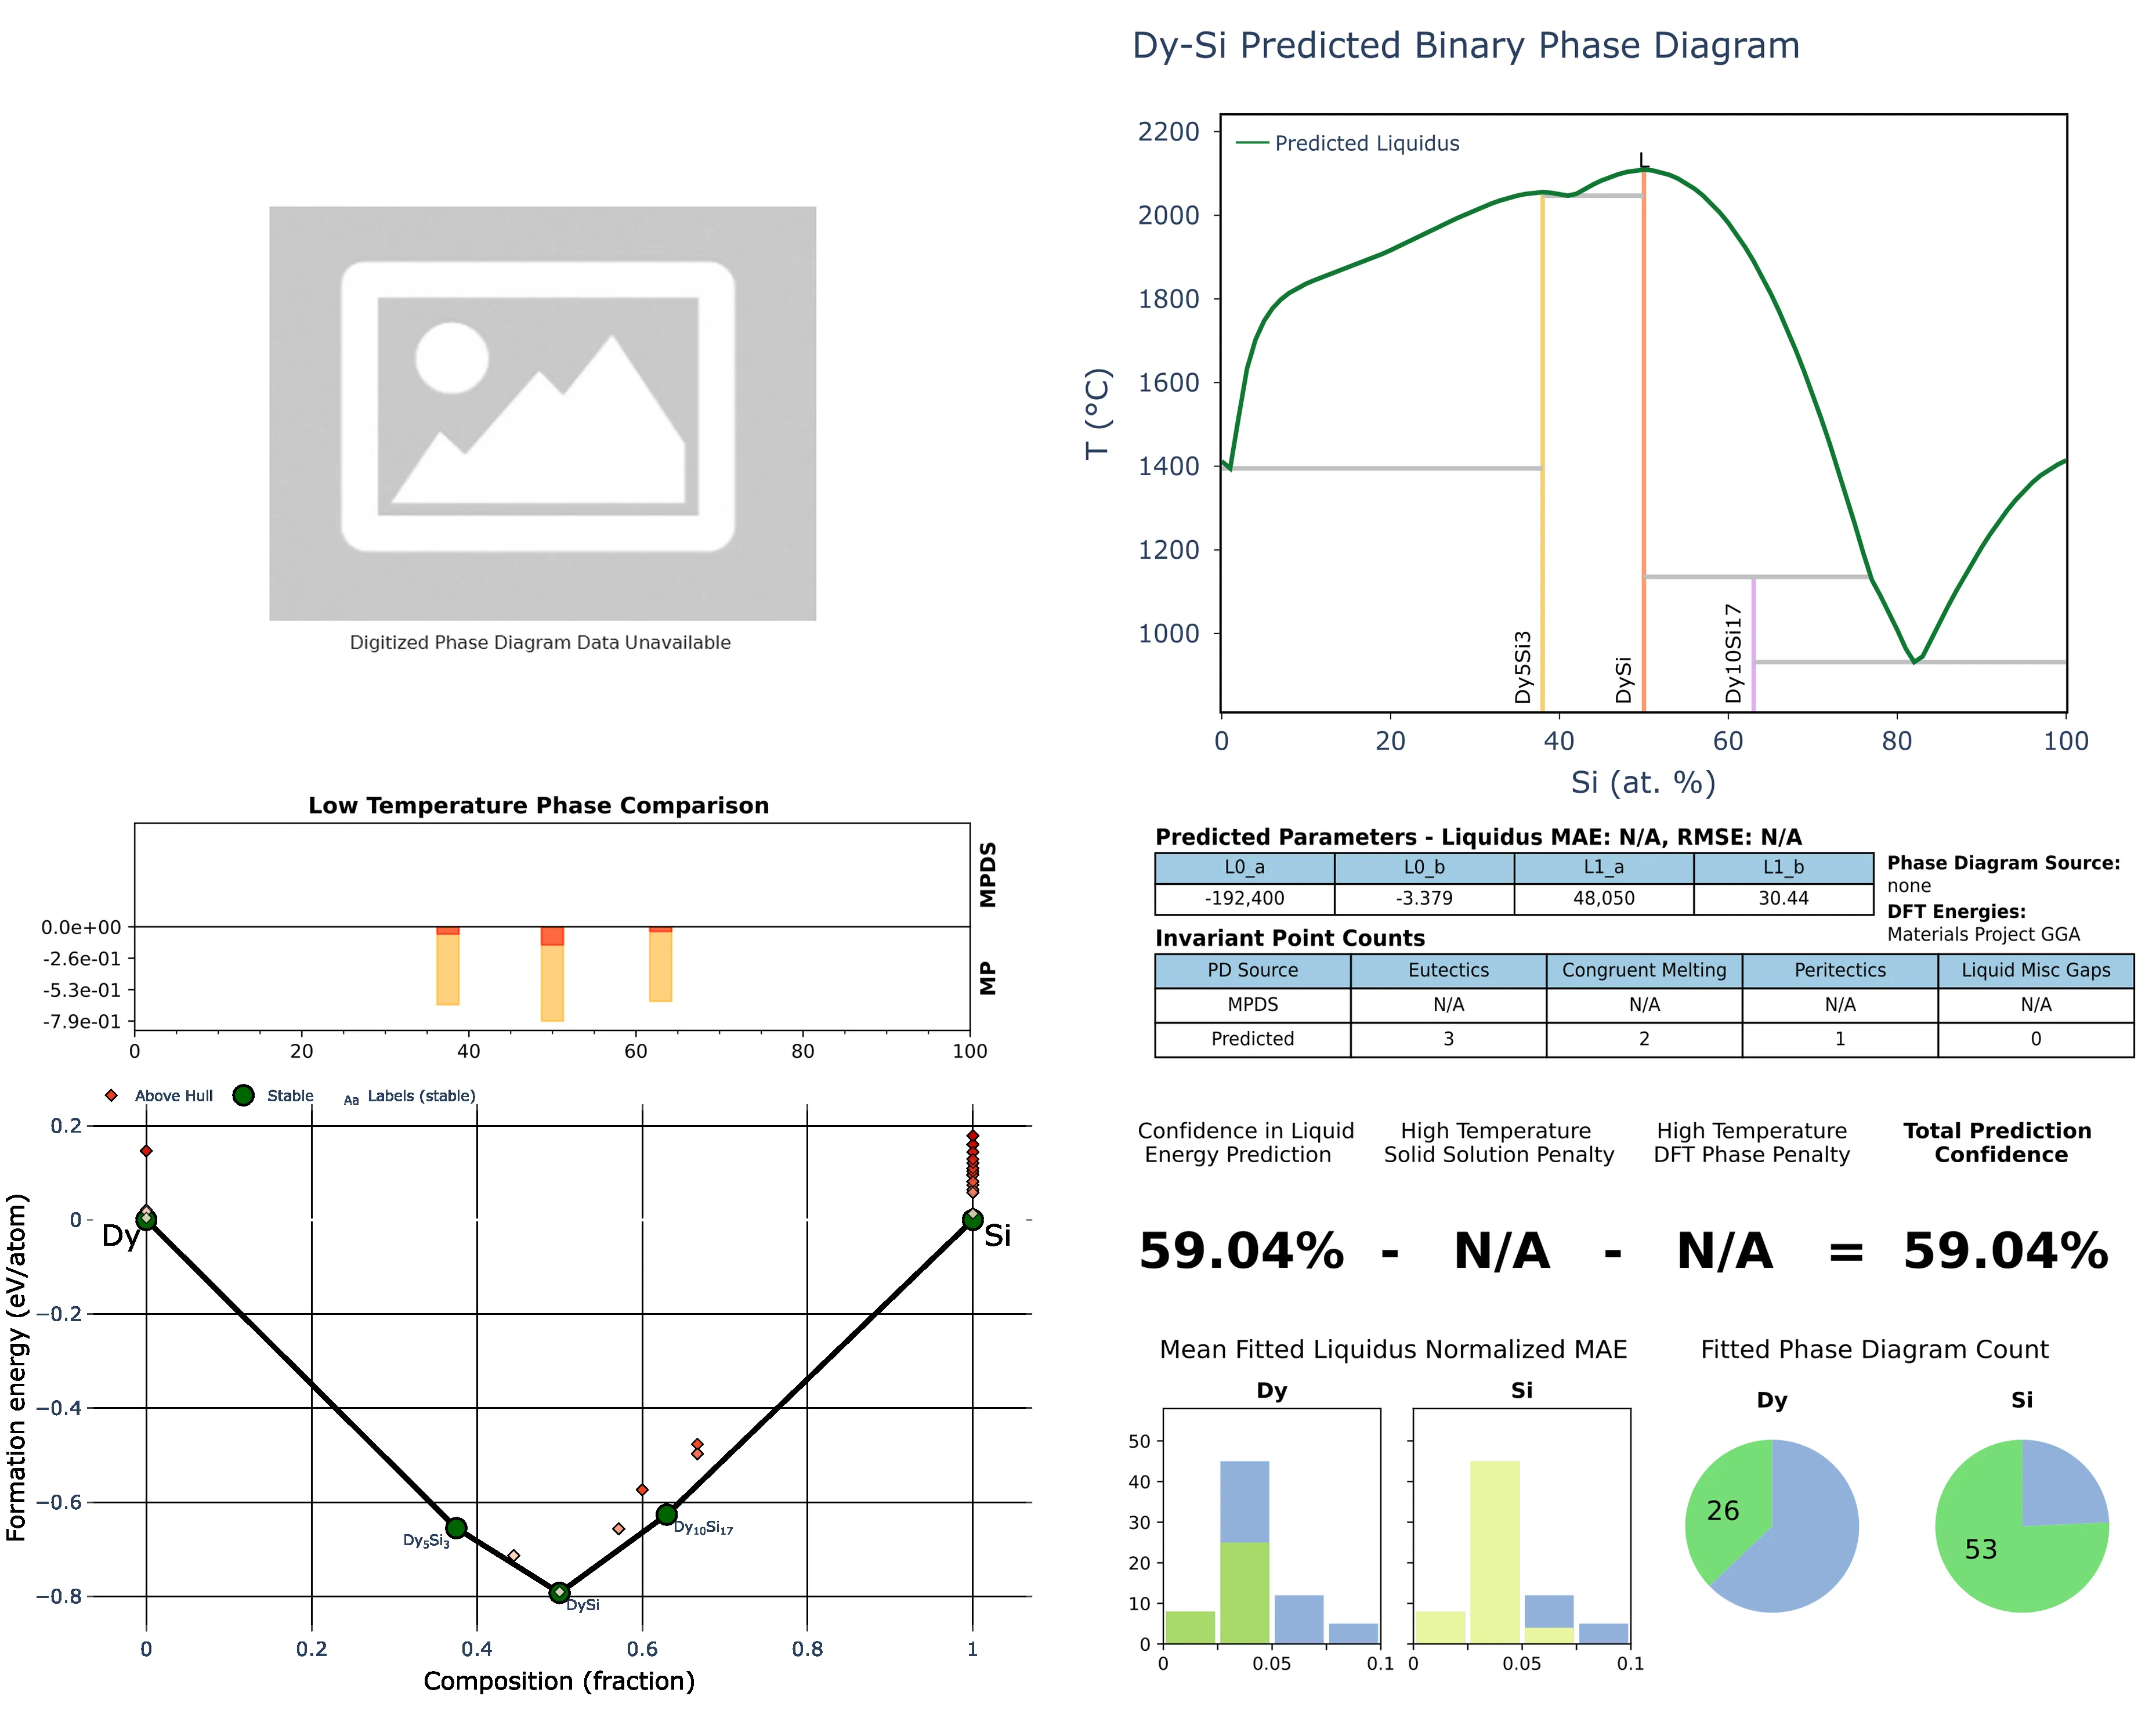 Dy-Si Predicted Binary Phase Diagram
Digitized Phase Diagram Data Unavailable
Predicted Liquidus
L
2200
2000
1800
1600
1400
1200
1000
T (°C)
Dy5Si3
DySi
Dy10Si17
0 20 40 60 80 100
Si (at. %)
Low Temperature Phase Comparison
MPDS
MP
0.0e+00
-2.6e-01
-5.3e-01
-7.9e-01
0 20 40 60 80 100
Predicted Parameters - Liquidus MAE: N/A, RMSE: N/A
L0_a L0_b L1_a L1_b
-192,400 -3.379 48,050 30.44
Phase Diagram Source:
none
DFT Energies:
Materials Project GGA
Invariant Point Counts
PD Source Eutectics Congruent Melting Peritectics Liquid Misc Gaps
MPDS N/A N/A N/A N/A
Predicted 3 2 1 0
Above Hull Stable Aa Labels (stable)
0.2
0
−0.2
−0.4
−0.6
−0.8
Formation energy (eV/atom)
Dy
Si
Dy5Si3
Dy10Si17
DySi
0 0.2 0.4 0.6 0.8 1
Composition (fraction)
Confidence in Liquid Energy Prediction
High Temperature Solid Solution Penalty
High Temperature DFT Phase Penalty
Total Prediction Confidence
59.04% - N/A - N/A = 59.04%
Mean Fitted Liquidus Normalized MAE
Dy
Si
50
40
30
20
10
0
0 0.05 0.1
0 0.05 0.1
Fitted Phase Diagram Count
Dy
Si
26
53